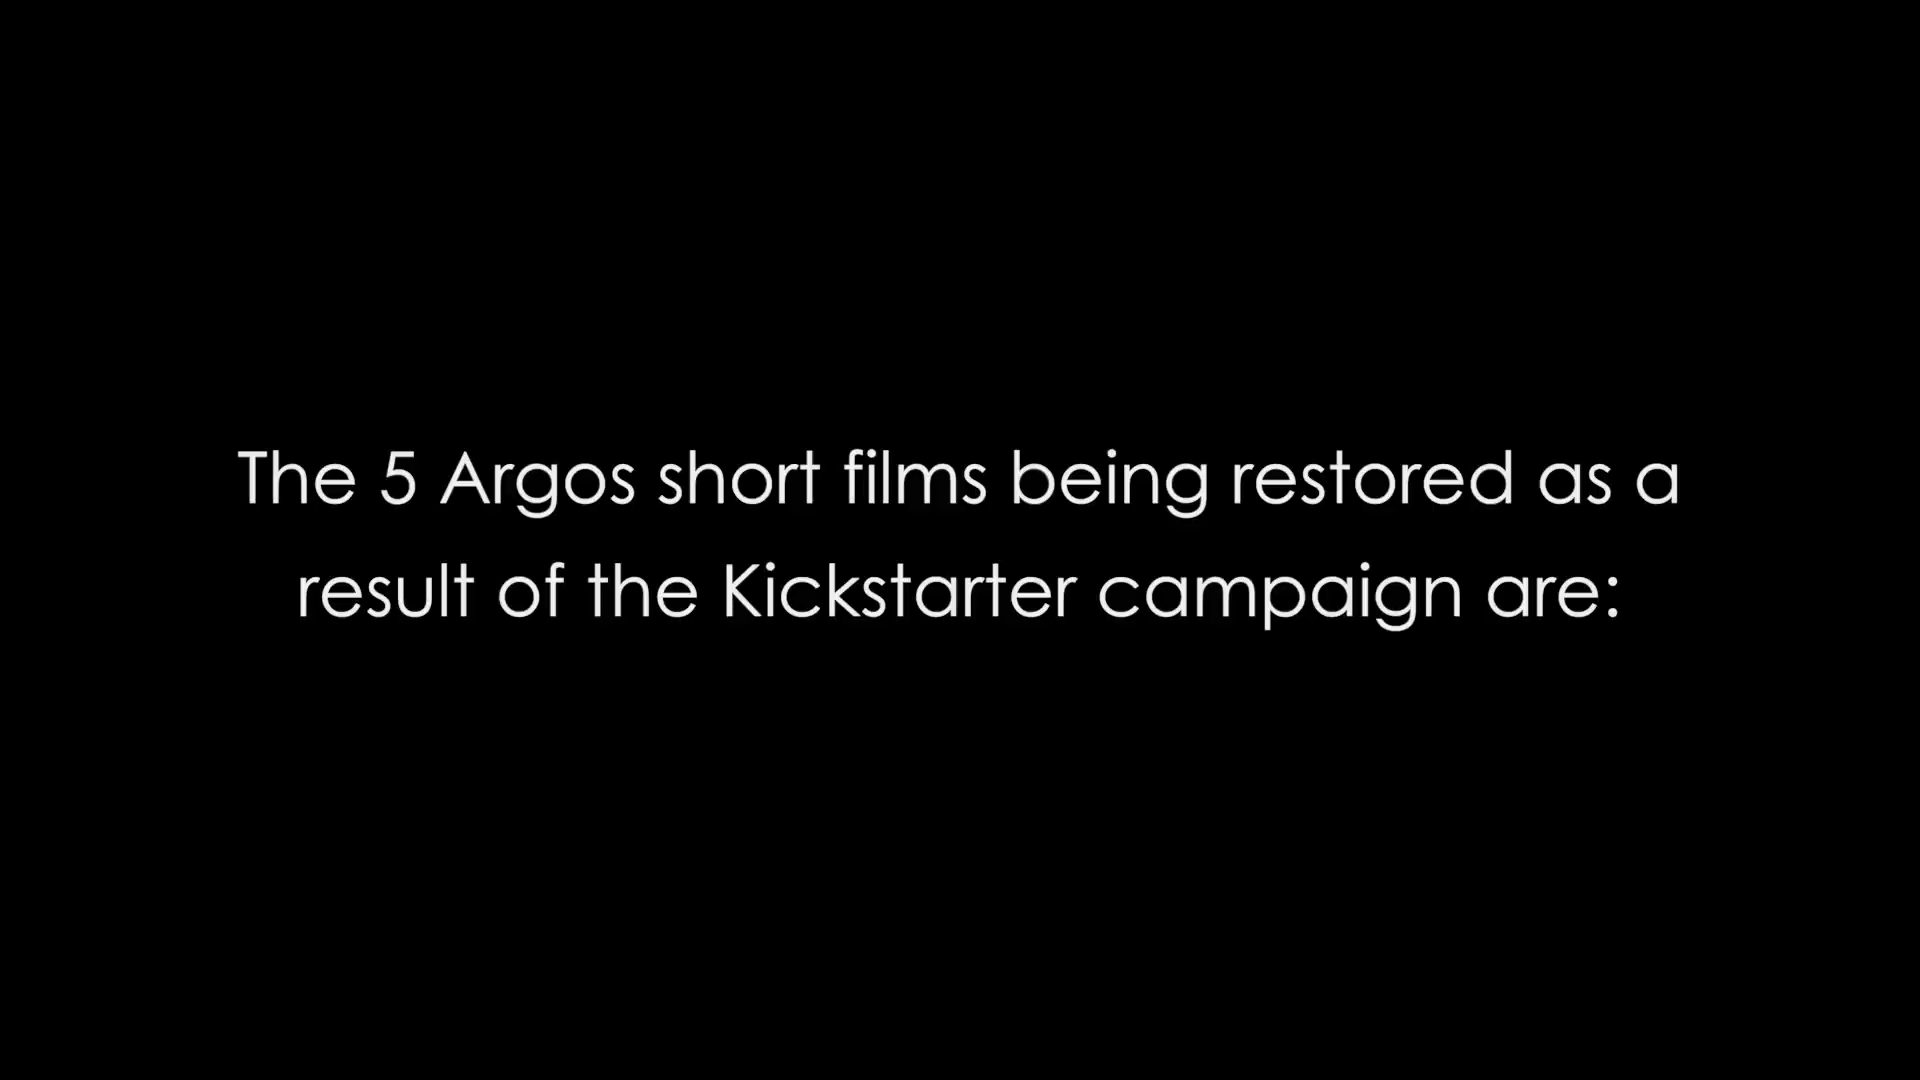 The 5 Argos short films being restored as a
result of the Kickstarter campaign are: